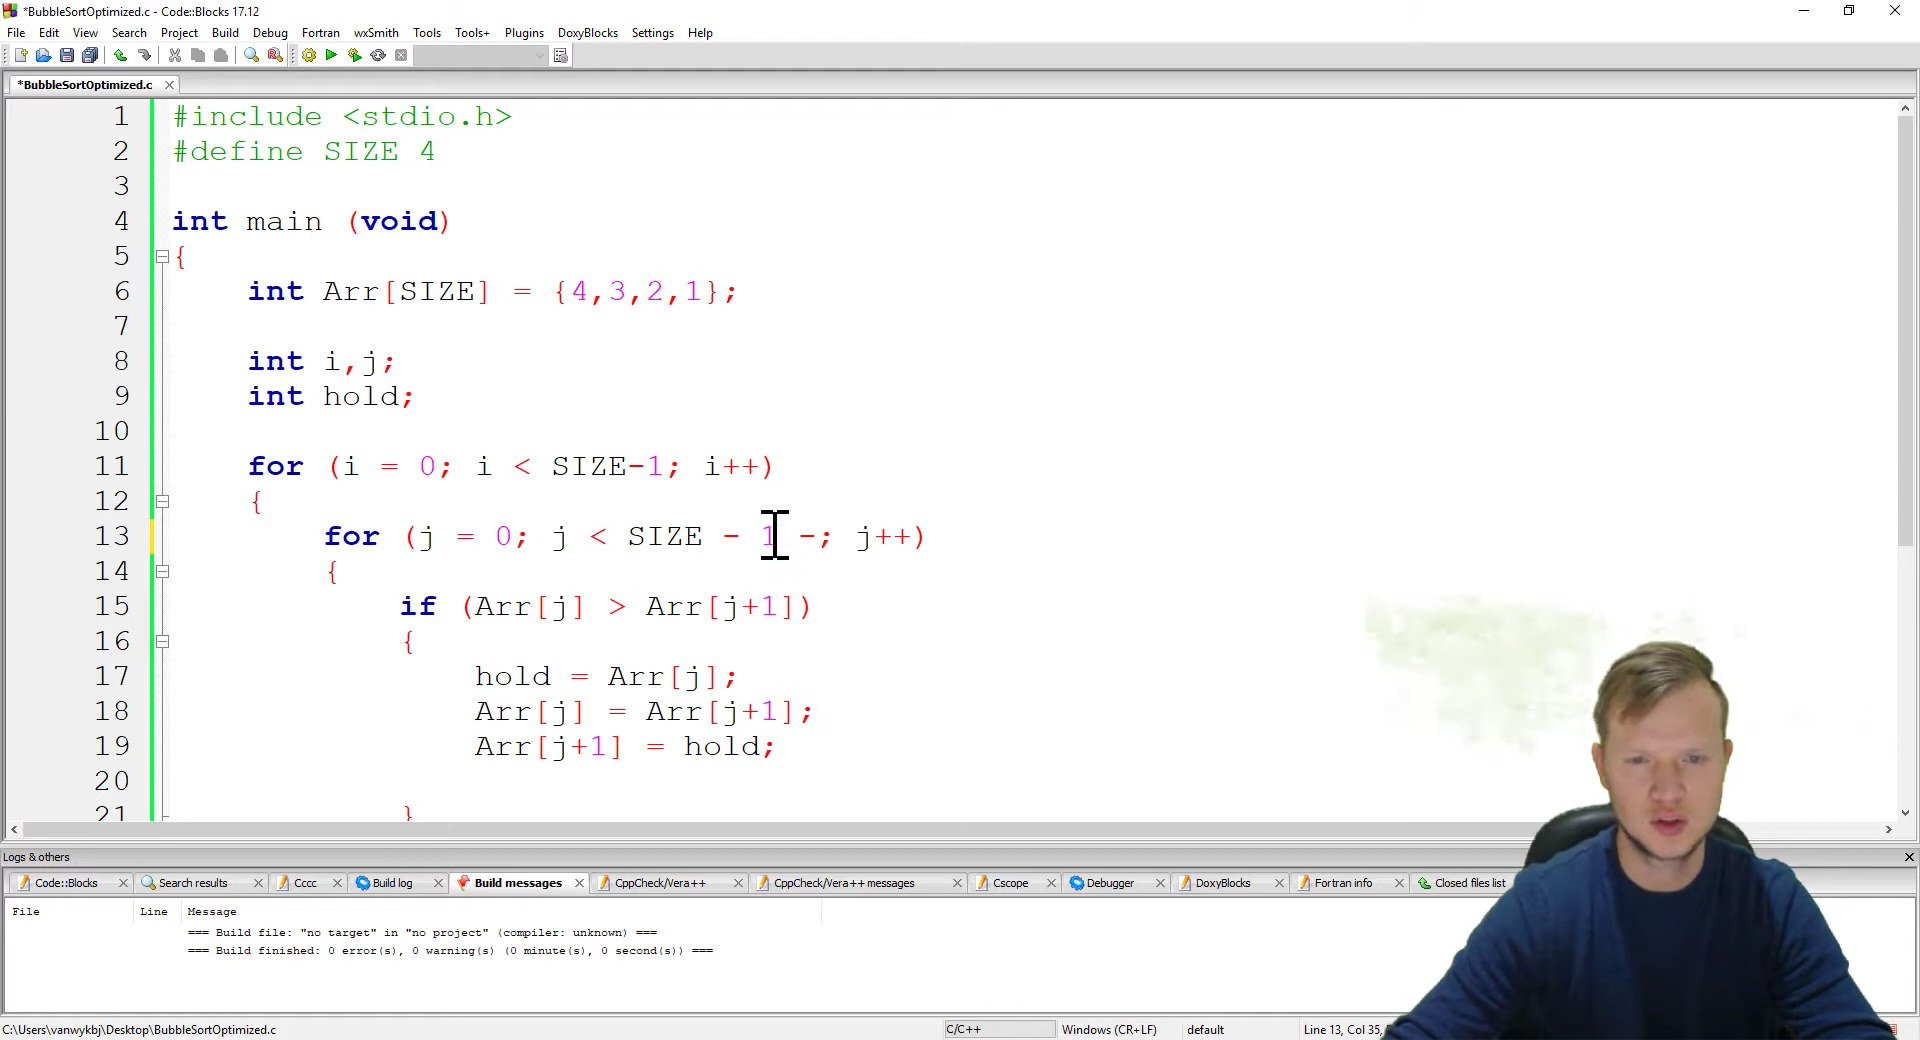 *BubbleSortOptimized.c - Code::Blocks 17.12
File Edit View Search Project Build Debug Fortran wxSmith Tools Tools+ Plugins DoxyBlocks Settings Help
*BubbleSortOptimized.c
1 #include <stdio.h>
2 #define SIZE 4
3
4 int main (void)
5 {
6 int Arr[SIZE] = {4,3,2,1};
7
8 int i,j;
9 int hold;
10
11 for (i = 0; i < SIZE-1; i++)
12 {
13 for (j = 0; j < SIZE - 1 -; j++)
14 {
15 if (Arr[j] > Arr[j+1])
16 {
17 hold = Arr[j];
18 Arr[j] = Arr[j+1];
19 Arr[j+1] = hold;
20
21 }
Logs & others
Code::Blocks Search results Cccc Build log Build messages CppCheck/Vera++ CppCheck/Vera++ messages Cscope Debugger DoxyBlocks Fortran info Closed files list
File Line Message
=== Build file: "no target" in "no project" (compiler: unknown) ===
=== Build finished: 0 error(s), 0 warning(s) (0 minute(s), 0 second(s)) ===
C:\Users\vanwykbj\Desktop\BubbleSortOptimized.c C/C++ Windows (CR+LF) default Line 13, Col 35,